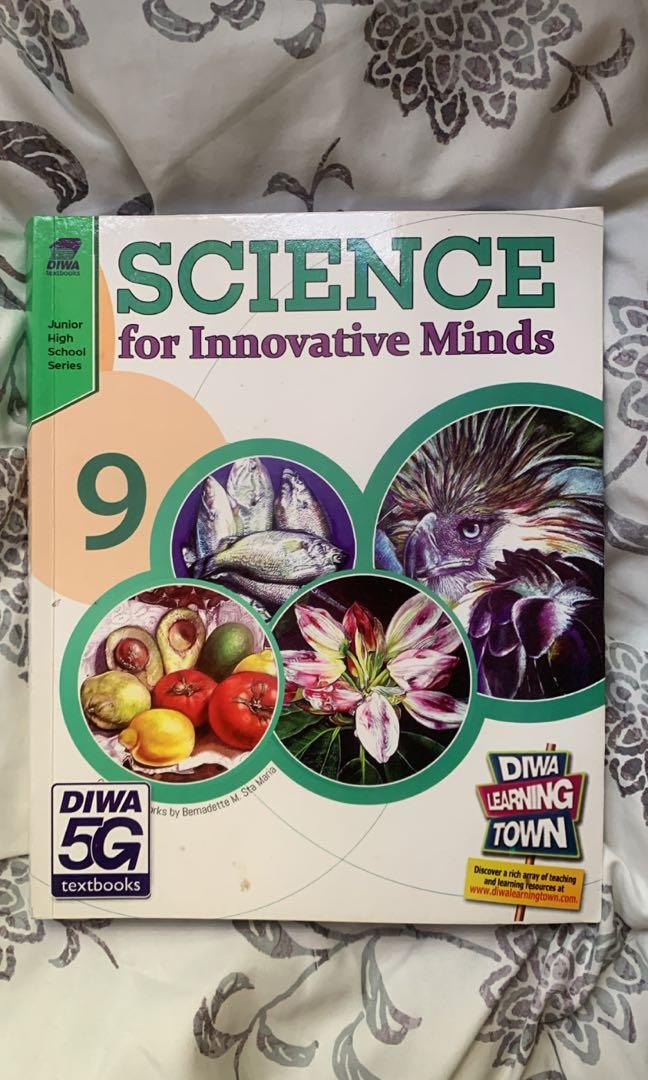 DIWA
textbooks
Junior
High
School
Series
SCIENCE
for Innovative Minds
9
by Bernadette M. Sta Maria
DIWA
5G
textbooks
DIWA
LEARNING
TOWN
Discover a rich array of teaching
and learning resources at
www.diwalearningtown.com.